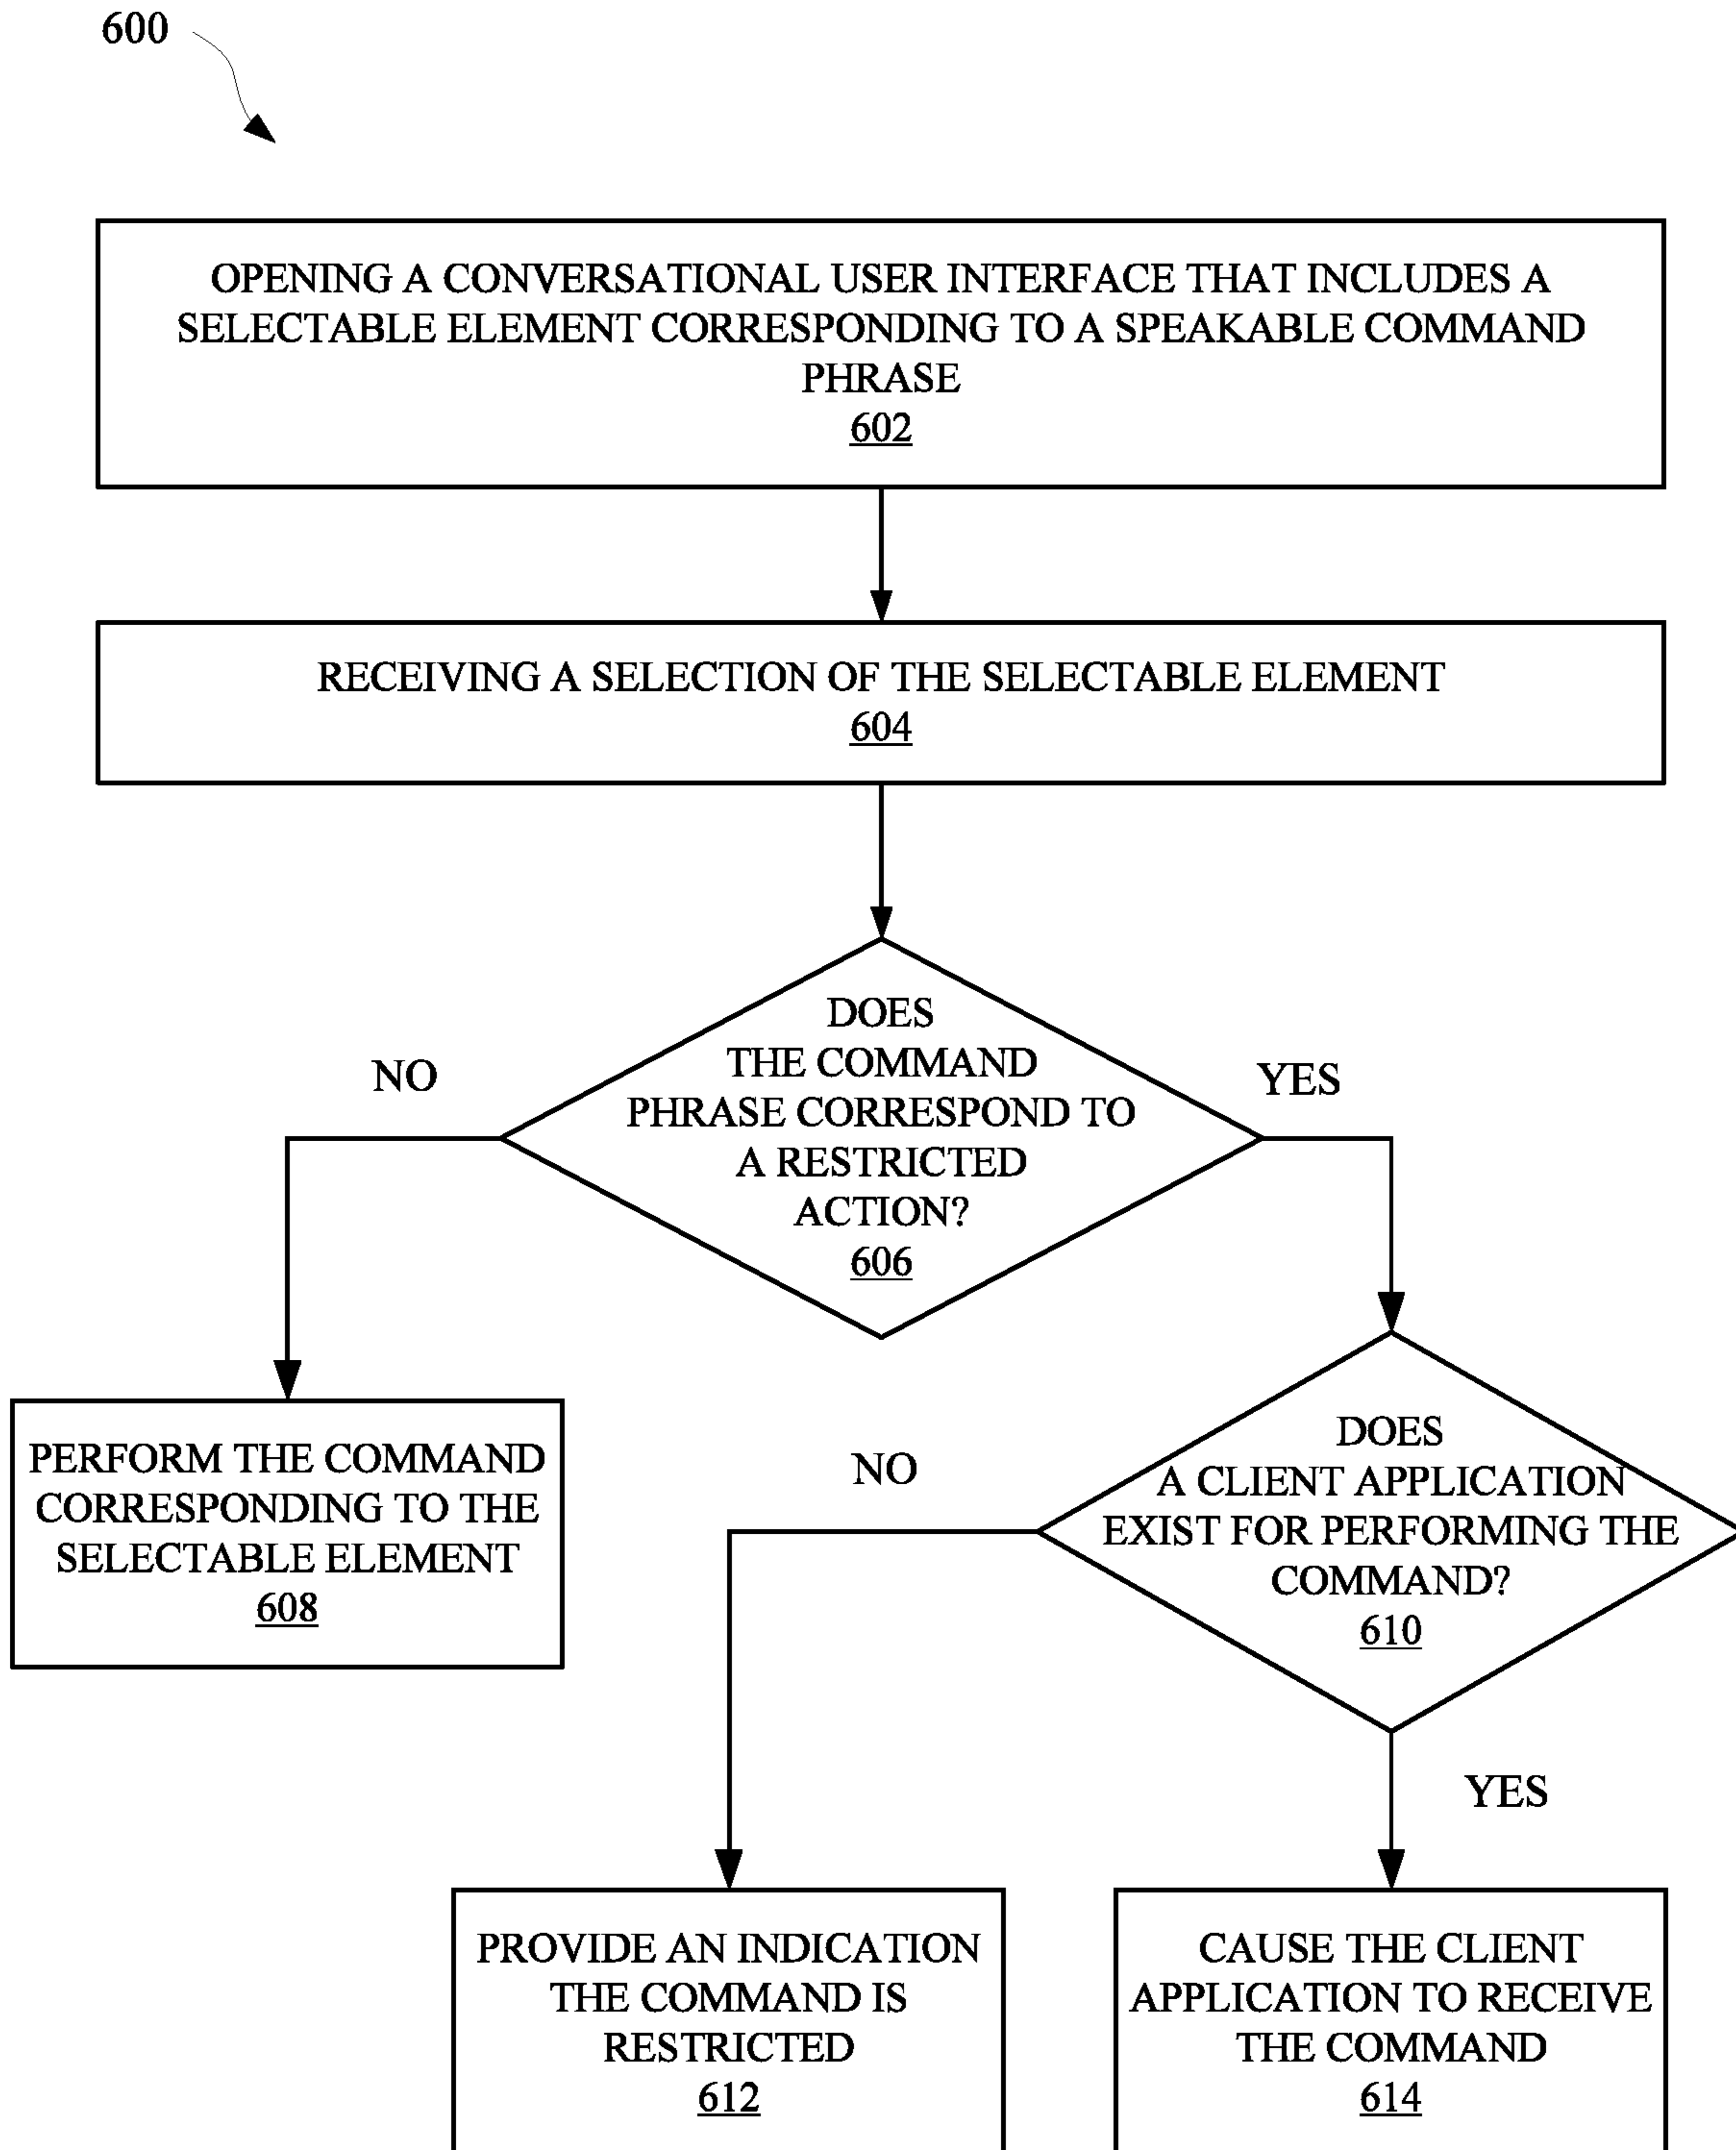 600
OPENING A CONVERSATIONAL USER INTERFACE THAT INCLUDES A
SELECTABLE ELEMENT CORRESPONDING TO A SPEAKABLE COMMAND
PHRASE
602
RECEIVING A SELECTION OF THE SELECTABLE ELEMENT
604
DOES
THE COMMAND
PHRASE CORRESPOND TO
A RESTRICTED
ACTION?
606
NO
YES
PERFORM THE COMMAND
CORRESPONDING TO THE
SELECTABLE ELEMENT
608
DOES
A CLIENT APPLICATION
EXIST FOR PERFORMING THE
COMMAND?
610
NO
YES
PROVIDE AN INDICATION
THE COMMAND IS
RESTRICTED
612
CAUSE THE CLIENT
APPLICATION TO RECEIVE
THE COMMAND
614